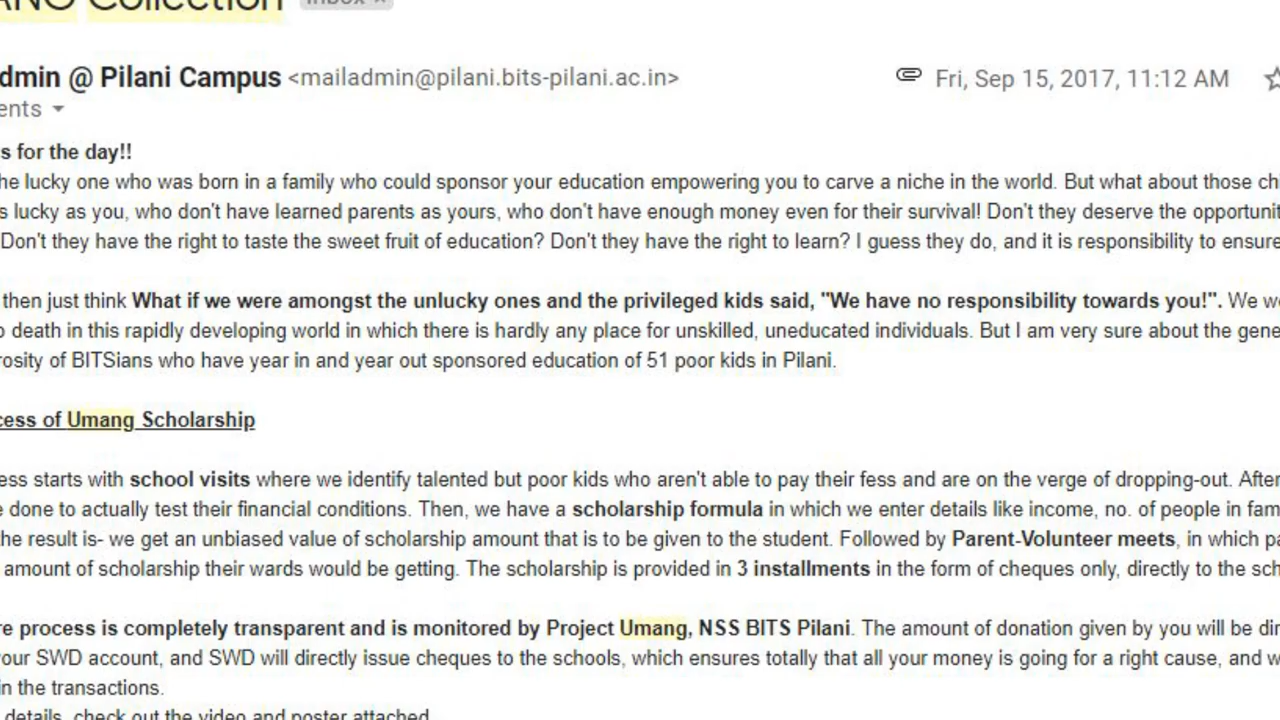 ANG Collection Inbox ×
dmin @ Pilani Campus <mailadmin@pilani.bits-pilani.ac.in> Fri, Sep 15, 2017, 11:12 AM
ents
s for the day!!
he lucky one who was born in a family who could sponsor your education empowering you to carve a niche in the world. But what about those chi
s lucky as you, who don't have learned parents as yours, who don't have enough money even for their survival! Don't they deserve the opportunit
Don't they have the right to taste the sweet fruit of education? Don't they have the right to learn? I guess they do, and it is responsibility to ensure
then just think What if we were amongst the unlucky ones and the privileged kids said, "We have no responsibility towards you!". We we
o death in this rapidly developing world in which there is hardly any place for unskilled, uneducated individuals. But I am very sure about the gene
rosity of BITSians who have year in and year out sponsored education of 51 poor kids in Pilani.
cess of Umang Scholarship
ess starts with school visits where we identify talented but poor kids who aren't able to pay their fess and are on the verge of dropping-out. After
e done to actually test their financial conditions. Then, we have a scholarship formula in which we enter details like income, no. of people in fam
he result is- we get an unbiased value of scholarship amount that is to be given to the student. Followed by Parent-Volunteer meets, in which pa
amount of scholarship their wards would be getting. The scholarship is provided in 3 installments in the form of cheques only, directly to the sch
re process is completely transparent and is monitored by Project Umang, NSS BITS Pilani. The amount of donation given by you will be dir
our SWD account, and SWD will directly issue cheques to the schools, which ensures totally that all your money is going for a right cause, and w
in the transactions.
details, check out the video and poster attached